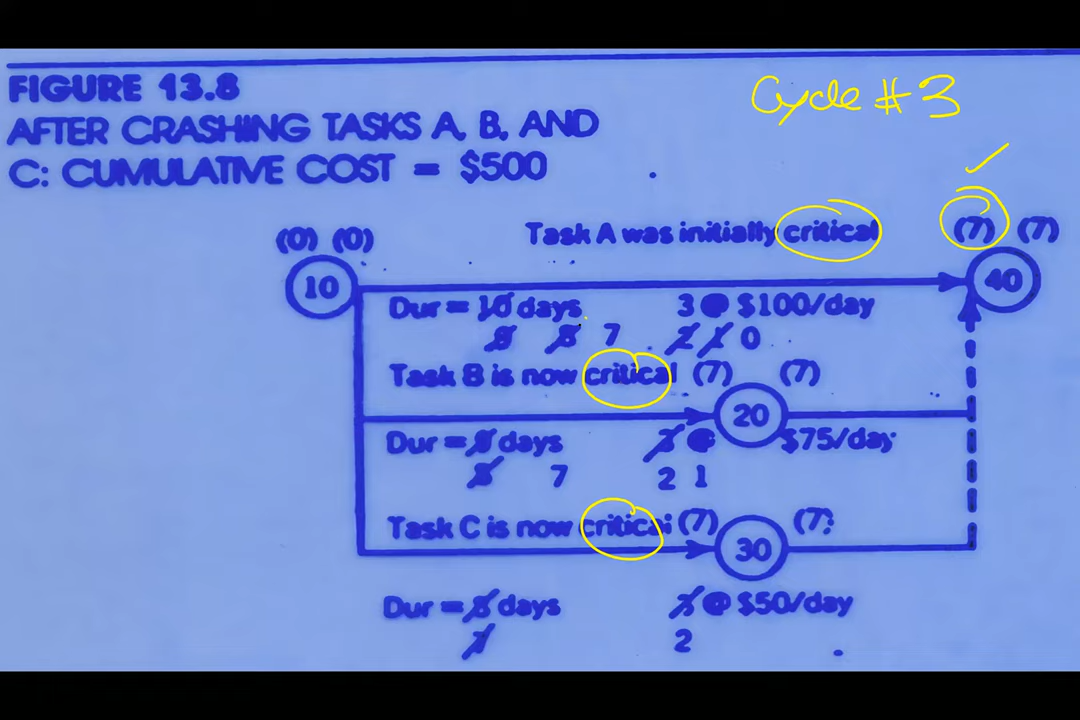 FIGURE 13.8
Cycle # 3
AFTER CRASHING TASKS A, B, AND
C: CUMULATIVE COST = $500
(0) (0)
Task A was initially critical
(7) (7)
10
40
Dur = 10 days 3 @ $100/day
9 8 7 2 1 0
Task B is now critical (7) (7)
20
Dur = 9 days 3 @ $75/day
8 7 2 1
Task C is now critical (7) (7)
30
Dur = 8 days 3 @ $50/day
7 2